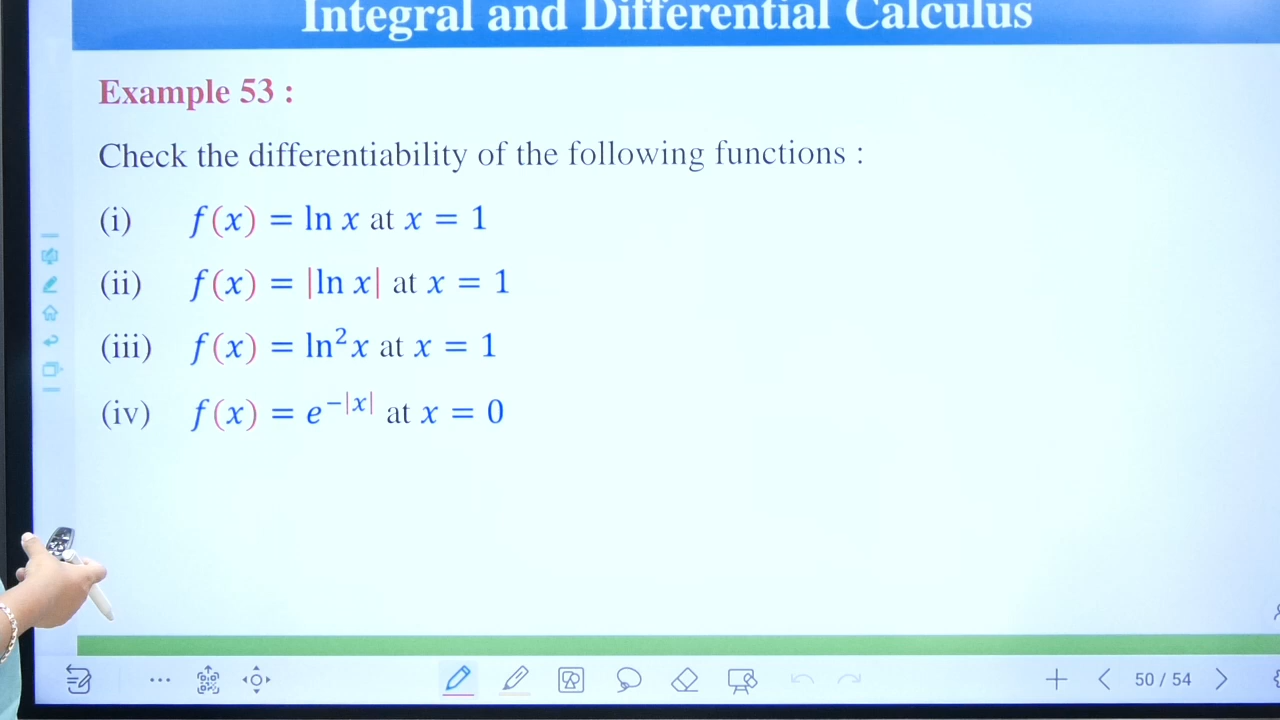 Integral and Differential Calculus
Example 53 :
Check the differentiability of the following functions :
(i) f(x) = ln x at x = 1
(ii) f(x) = |ln x| at x = 1
(iii) f(x) = ln²x at x = 1
(iv) f(x) = e^{-|x|} at x = 0
50 / 54